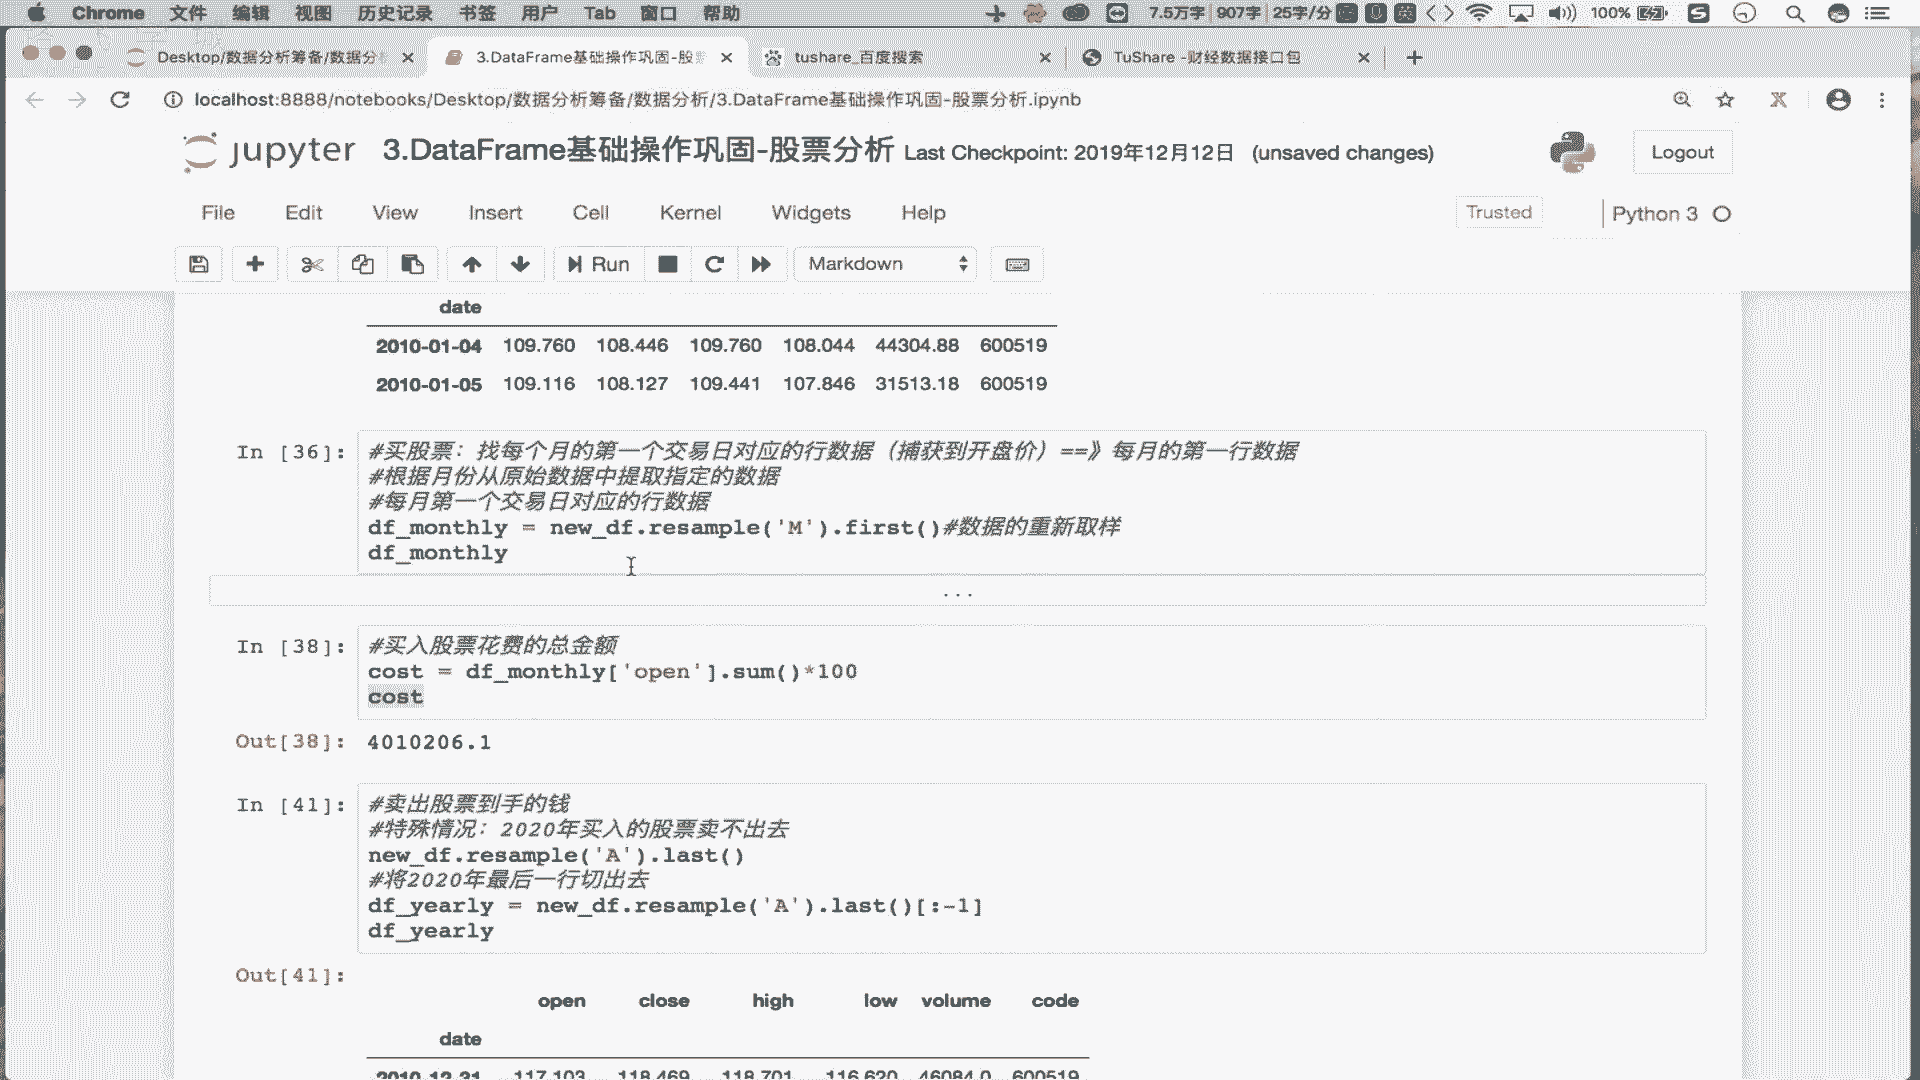 Chrome 文件 编辑 视图 历史记录 书签 用户 Tab 窗口 帮助 7.5万字 907字 25字/分 英 100%
Desktop/数据分析筹备/数据分 3.DataFrame基础操作巩固-股 tushare_百度搜索 TuShare -财经数据接口包
localhost:8888/notebooks/Desktop/数据分析筹备/数据分析/3.DataFrame基础操作巩固-股票分析.ipynb
jupyter 3.DataFrame基础操作巩固-股票分析 Last Checkpoint: 2019年12月12日 (unsaved changes) Logout
File Edit View Insert Cell Kernel Widgets Help Trusted Python 3
Run Markdown
date
2010-01-04 109.760 108.446 109.760 108.044 44304.88 600519
2010-01-05 109.116 108.127 109.441 107.846 31513.18 600519
In [36]: #买股票：找每个月的第一个交易日对应的行数据（捕获到开盘价）==》每月的第一行数据
#根据月份从原始数据中提取指定的数据
#每月第一个交易日对应的行数据
df_monthly = new_df.resample('M').first()#数据的重新取样
df_monthly
...
In [38]: #买入股票花费的总金额
cost = df_monthly['open'].sum()*100
cost
Out[38]: 4010206.1
In [41]: #卖出股票到手的钱
#特殊情况：2020年买入的股票卖不出去
new_df.resample('A').last()
#将2020年最后一行切出去
df_yearly = new_df.resample('A').last()[:-1]
df_yearly
Out[41]:
open close high low volume code
date
2010-12-31 117.103 118.469 118.701 116.620 46084.0 600519